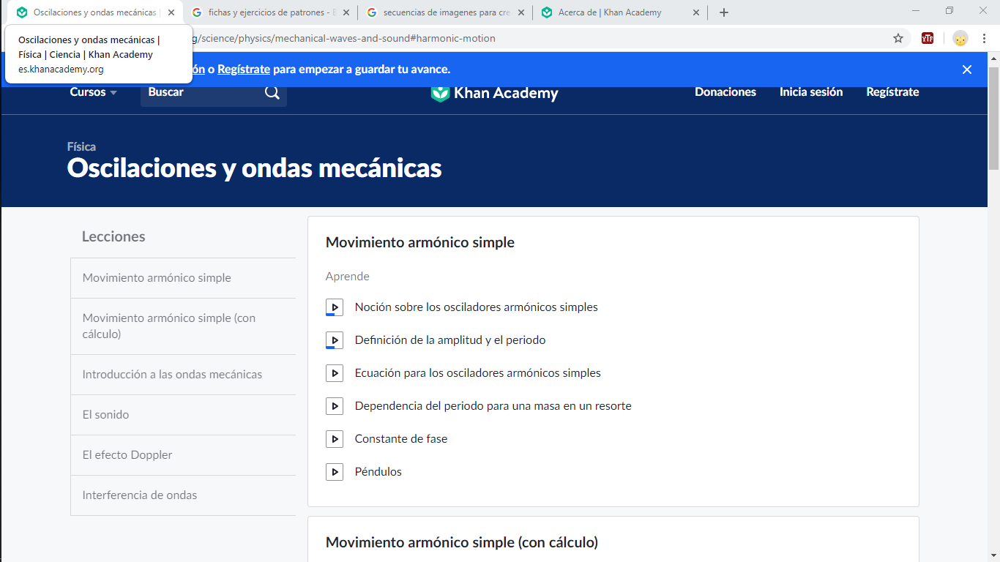 Oscilaciones y ondas mecánicas |
fichas y ejercicios de patrones - B
secuencias de imagenes para cre
Acerca de | Khan Academy
g/science/physics/mechanical-waves-and-sound#harmonic-motion
YTF
Oscilaciones y ondas mecánicas |
Física | Ciencia | Khan Academy
es.khanacademy.org
ón o Regístrate para empezar a guardar tu avance.
Cursos
Buscar
Khan Academy
Donaciones
Inicia sesión
Regístrate
Física
Oscilaciones y ondas mecánicas
Lecciones
Movimiento armónico simple
Movimiento armónico simple (con
cálculo)
Introducción a las ondas mecánicas
El sonido
El efecto Doppler
Interferencia de ondas
Movimiento armónico simple
Aprende
Noción sobre los osciladores armónicos simples
Definición de la amplitud y el periodo
Ecuación para los osciladores armónicos simples
Dependencia del periodo para una masa en un resorte
Constante de fase
Péndulos
Movimiento armónico simple (con cálculo)